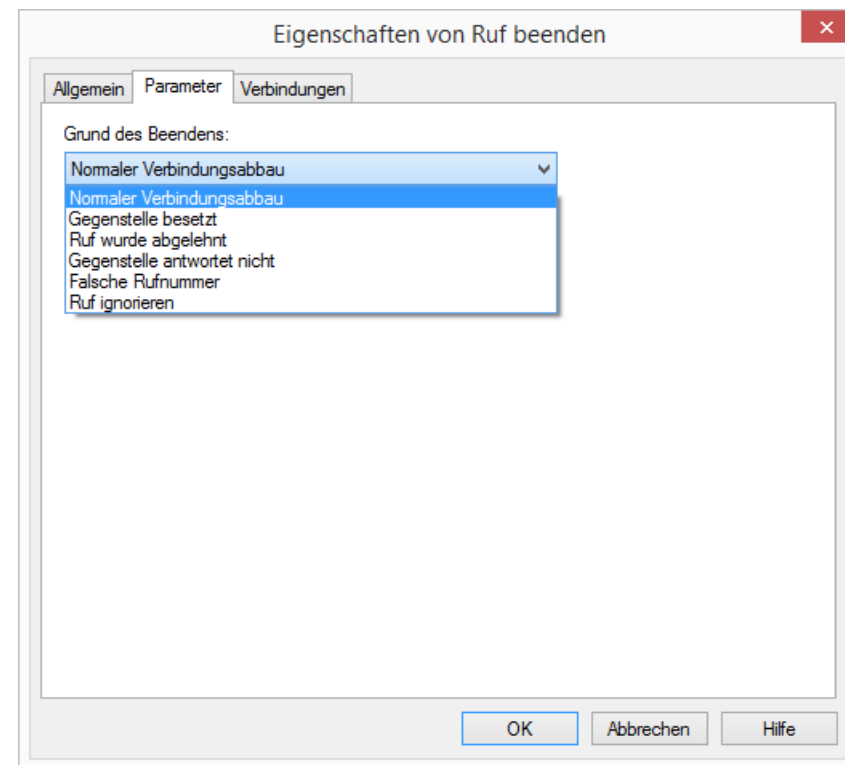 Eigenschaften von Ruf beenden
Allgemein Parameter Verbindungen
Grund des Beendens:
Normaler Verbindungsabbau
Normaler Verbindungsabbau
Gegenstelle besetzt
Ruf wurde abgelehnt
Gegenstelle antwortet nicht
Falsche Rufnummer
Ruf ignorieren
OK Abbrechen Hilfe